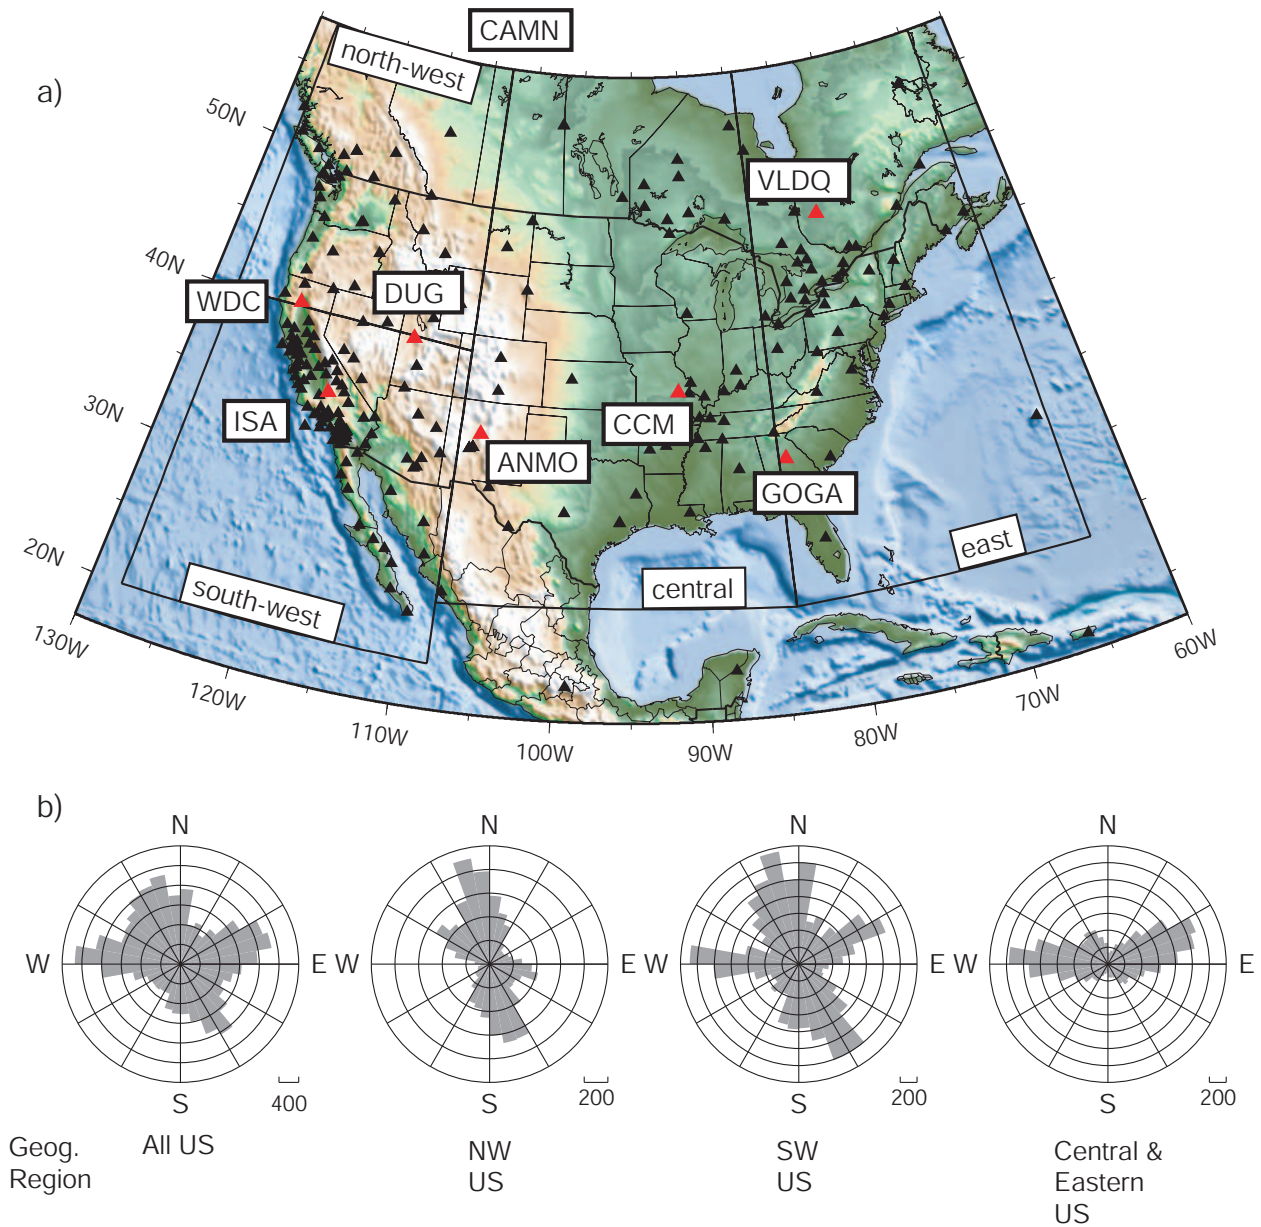 CAMN
a)
north-west
50N
VLDQ
40N
DUG
WDC
30N
ISA
CCM
ANMO
GOGA
20N
east
central
south-west
130W
60W
120W
70W
110W
80W
100W
90W
b)
N N N N
W E W E W E W E
S S S S
400 200 200 200
Geog.
Region
All US
NW
US
SW
US
Central &
Eastern
US